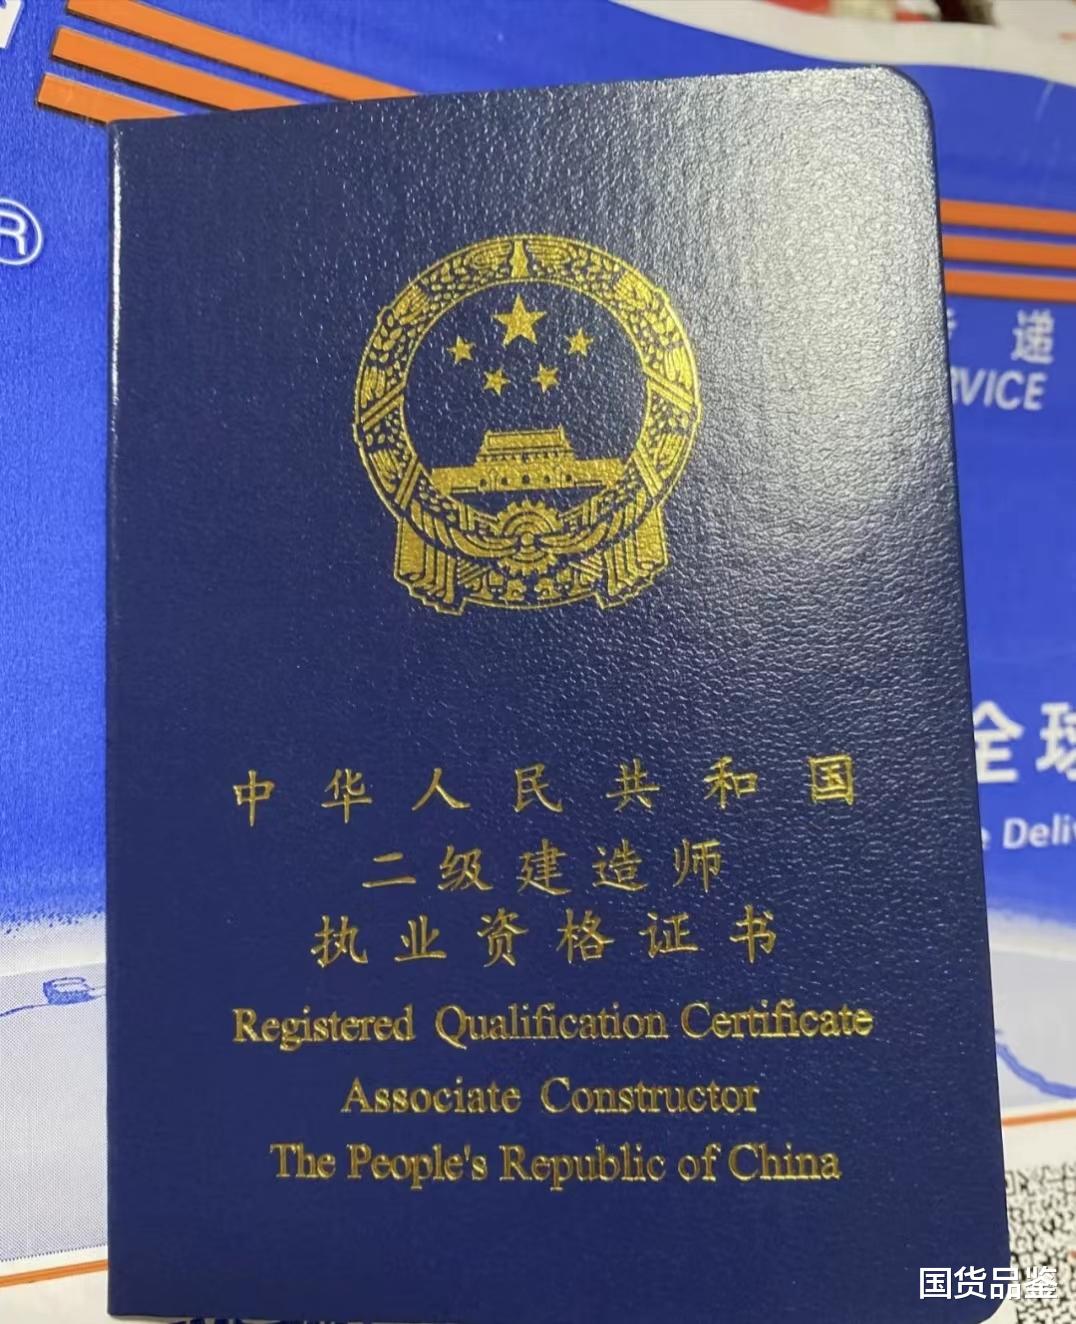 ®
递
RVICE
中华人民共和国
全球
二级建造师
Deli
执业资格证书
Registered Qualification Certificate
Associate Constructor
The People's Republic of China
国货品鉴